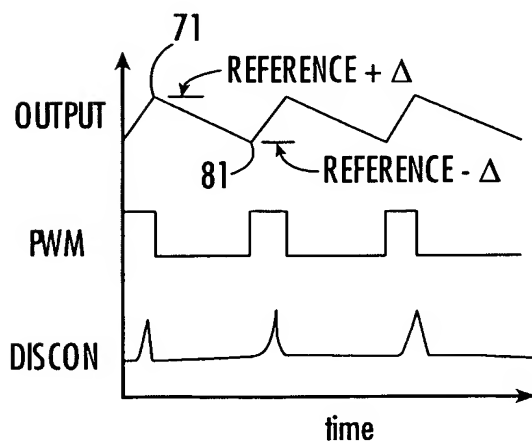 71
REFERENCE + Δ
OUTPUT
81
REFERENCE - Δ
PWM
DISCON
time